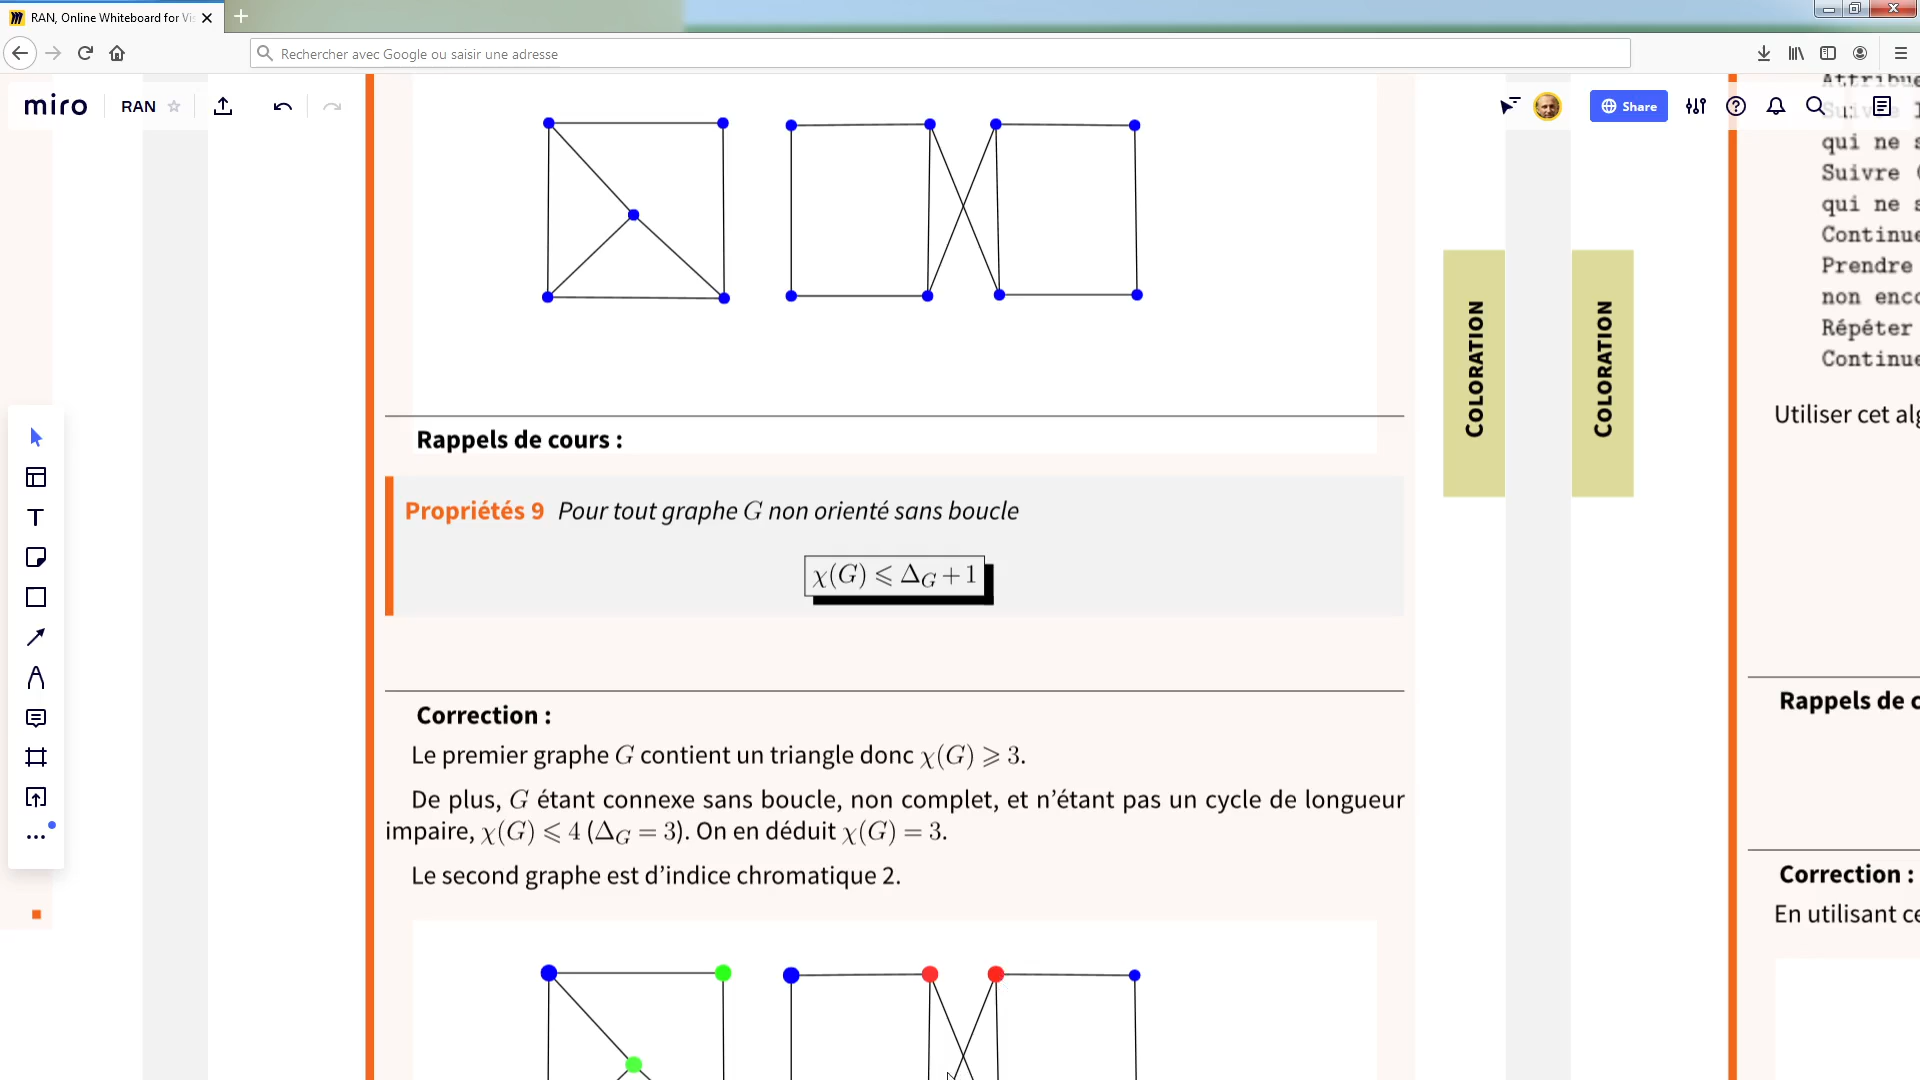 RAN, Online Whiteboard for Vis
Rechercher avec Google ou saisir une adresse
miro
RAN
Share
Rappels de cours :
Propriétés 9 Pour tout graphe G non orienté sans boucle
χ(G) ⩽ Δ_G + 1
Correction :
Le premier graphe G contient un triangle donc χ(G) ⩾ 3.
De plus, G étant connexe sans boucle, non complet, et n'étant pas un cycle de longueur
impaire, χ(G) ⩽ 4 (Δ_G = 3). On en déduit χ(G) = 3.
Le second graphe est d'indice chromatique 2.
COLORATION
COLORATION
Attribue
Suivre l
qui ne s
Suivre
qui ne s
Continue
Prendre
non enco
Répéter
Continue
Utiliser cet alg
Rappels de c
Correction :
En utilisant ce